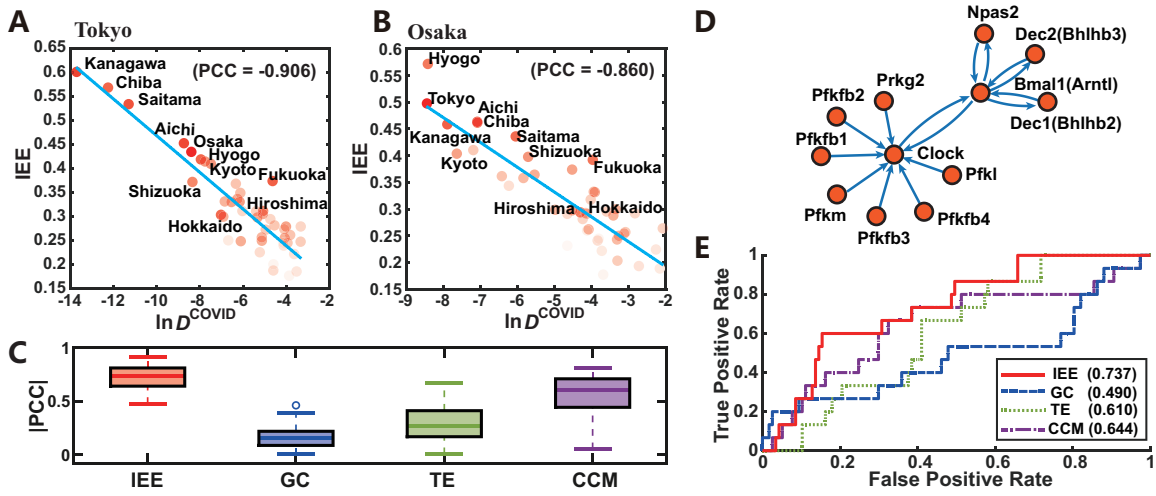 A
Tokyo
IEE
0.65
0.6
0.55
0.5
0.45
0.4
0.35
0.3
0.25
0.2
0.15
(PCC = -0.906)
Kanagawa
Chiba
Saitama
Aichi
Osaka
Hyogo
Kyoto
Fukuoka
Shizuoka
Hiroshima
Hokkaido
-14
-12
-10
-8
-6
-4
-2
ln D^COVID
B
Osaka
IEE
0.6
0.55
0.5
0.45
0.4
0.35
0.3
0.25
0.2
0.15
(PCC = -0.860)
Hyogo
Tokyo
Aichi
Chiba
Kanagawa
Saitama
Kyoto
Shizuoka
Fukuoka
Hiroshima
Hokkaido
-9
-8
-7
-6
-5
-4
-3
-2
ln D^COVID
C
|PCC|
1
0.5
0
IEE
GC
TE
CCM
D
Npas2
Dec2(Bhlhb3)
Bmal1(Arntl)
Dec1(Bhlhb2)
Prkg2
Pfkfb2
Pfkfb1
Clock
Pfkl
Pfkm
Pfkfb3
Pfkfb4
E
True Positive Rate
1
0.8
0.6
0.4
0.2
0
IEE (0.737)
GC (0.490)
TE (0.610)
CCM (0.644)
0
0.2
0.4
0.6
0.8
1
False Positive Rate